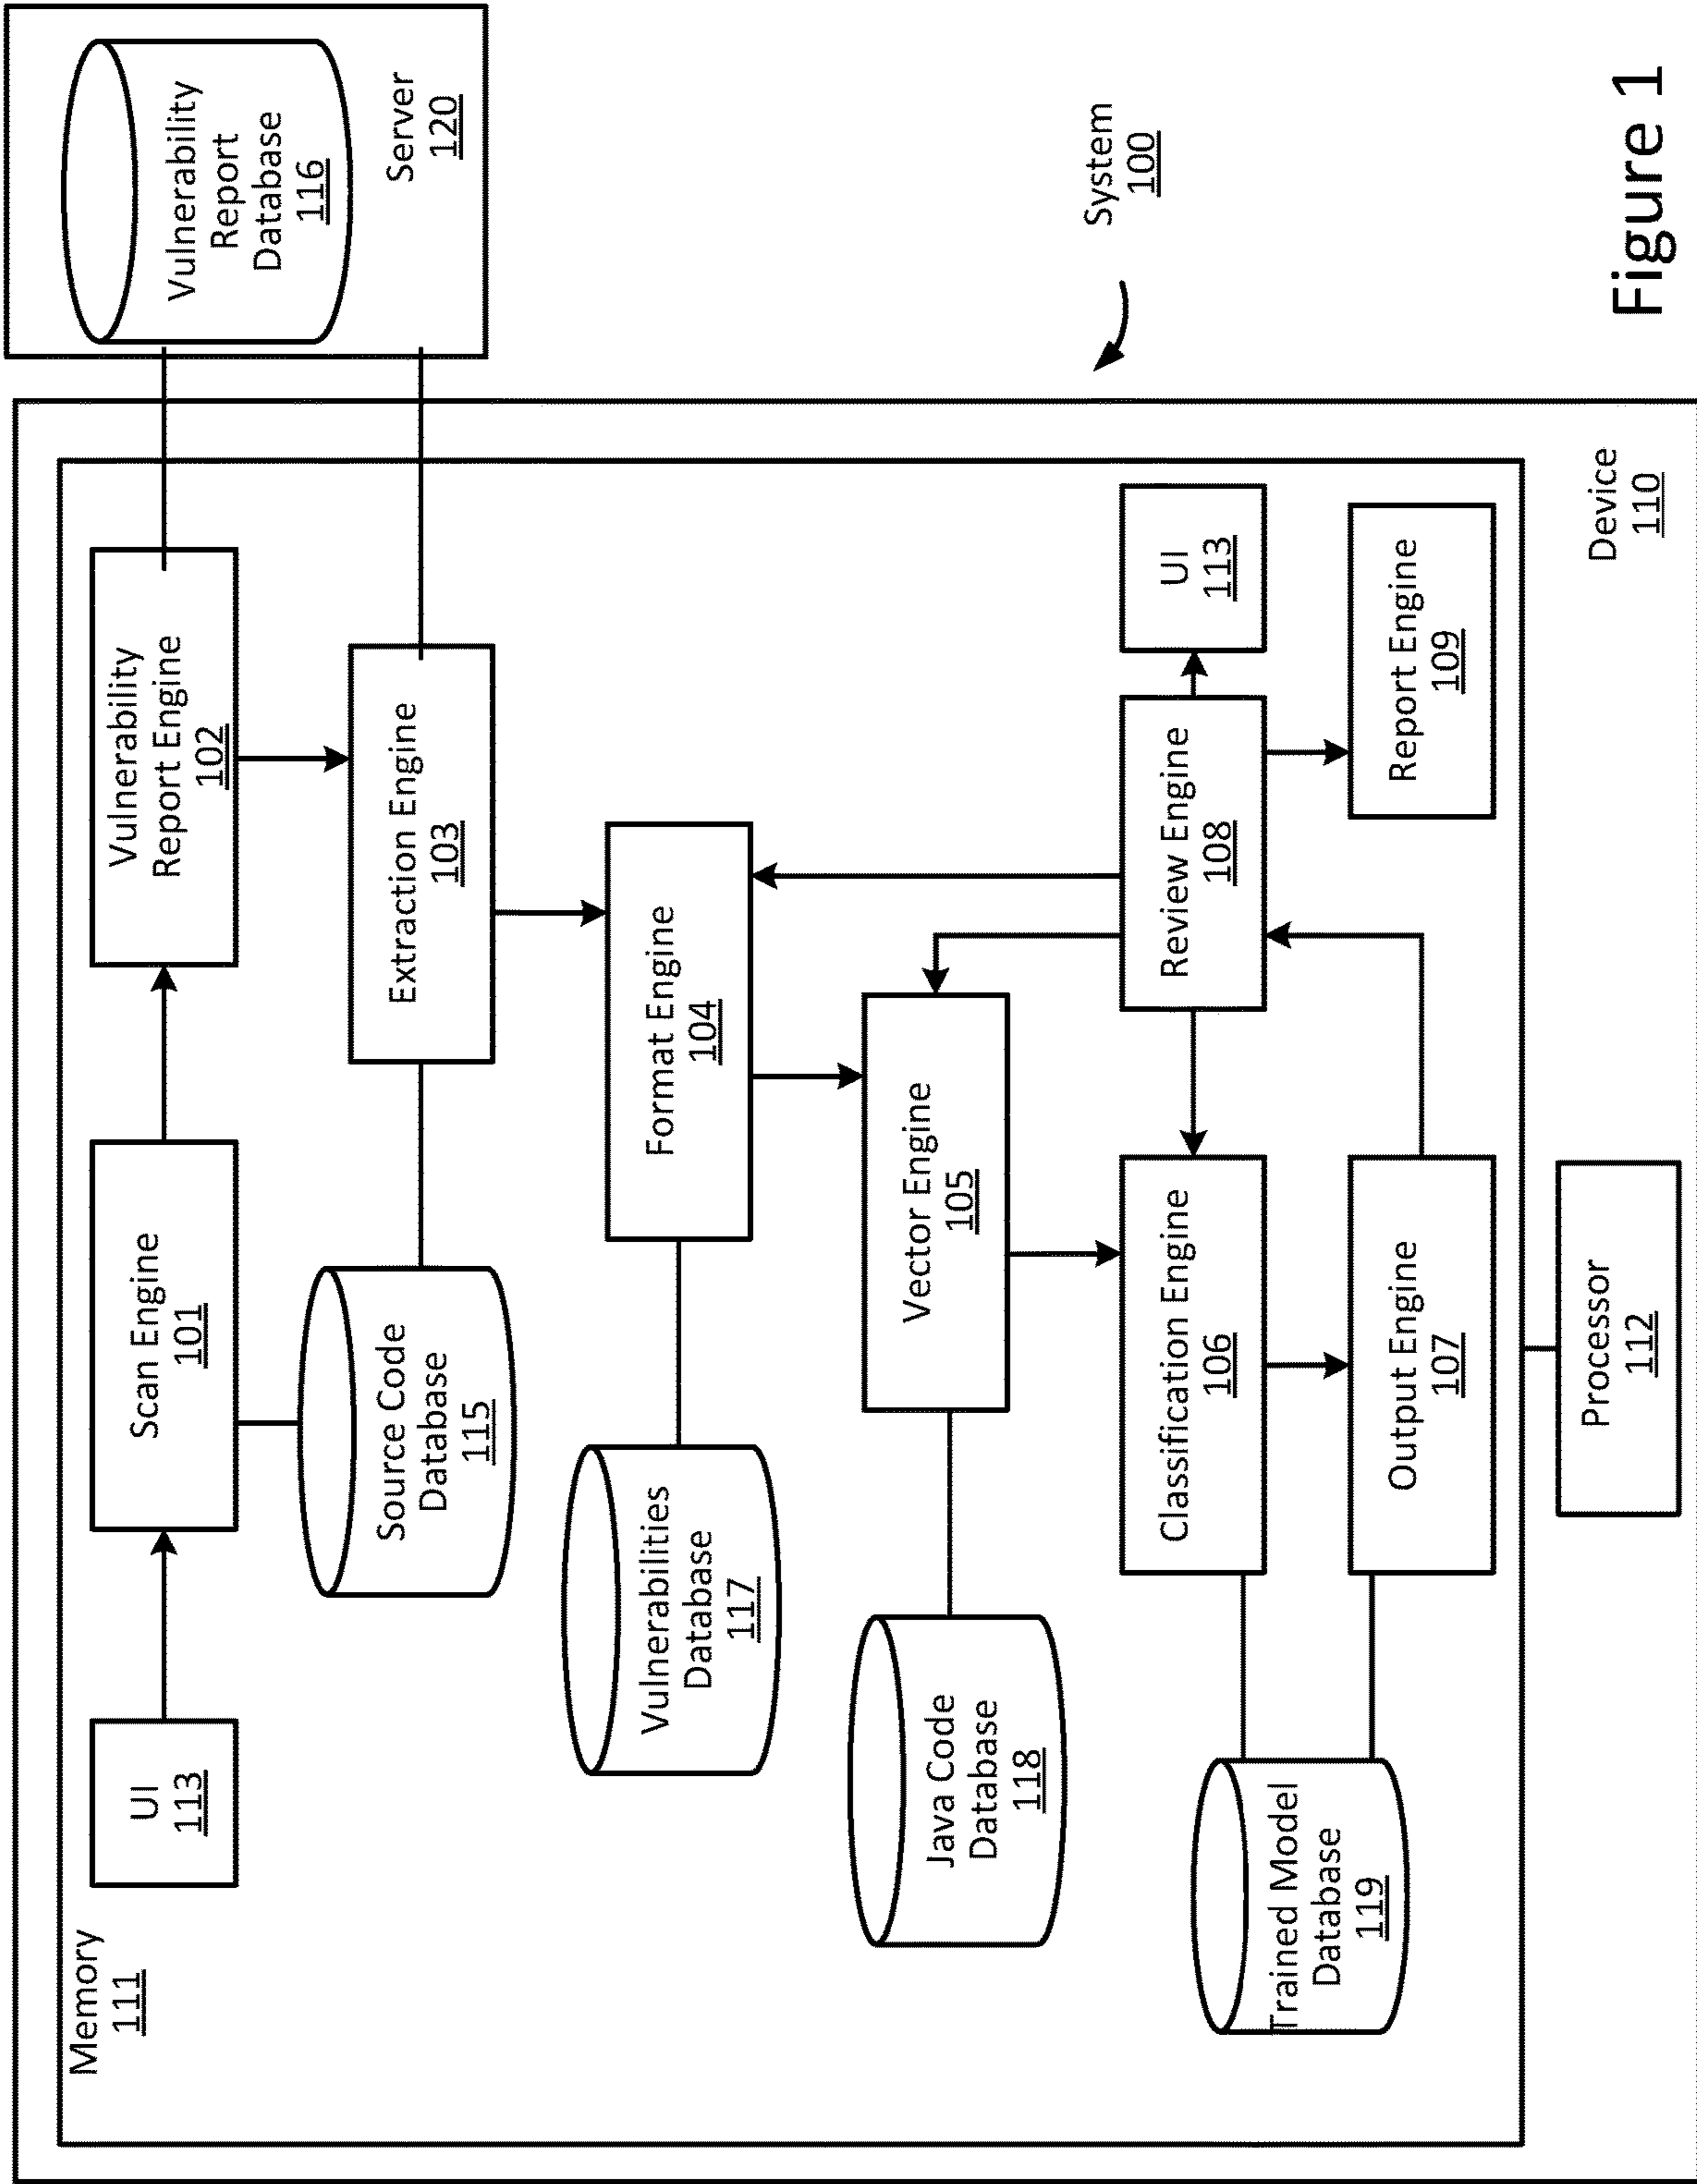 Memory
111
UI
113
Scan Engine
101
Vulnerability
Report Engine
102
Vulnerability
Report
Database
116
Server
120
Source Code
Database
115
Extraction Engine
103
Vulnerabilities
Database
117
Format Engine
104
Java Code
Database
118
Vector Engine
105
Trained Model
Database
119
Classification Engine
106
Review Engine
108
UI
113
Output Engine
107
Report Engine
109
Processor
112
Device
110
System
100
Figure 1